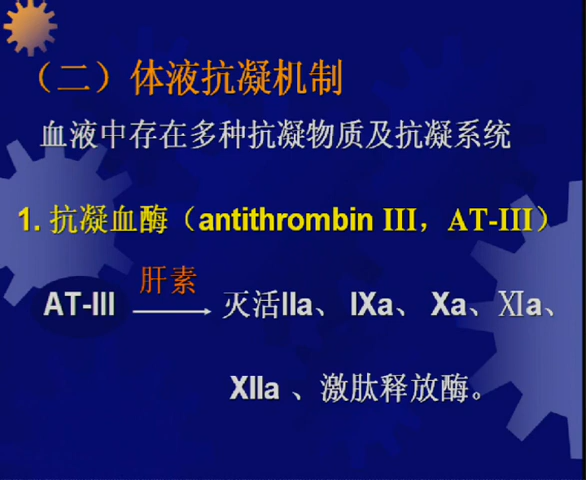 （二）体液抗凝机制
血液中存在多种抗凝物质及抗凝系统
1. 抗凝血酶（antithrombin III，AT-III）
肝素
AT-III ⟶ 灭活IIa、 IXa、 Xa、XIa、
XIIa 、激肽释放酶。